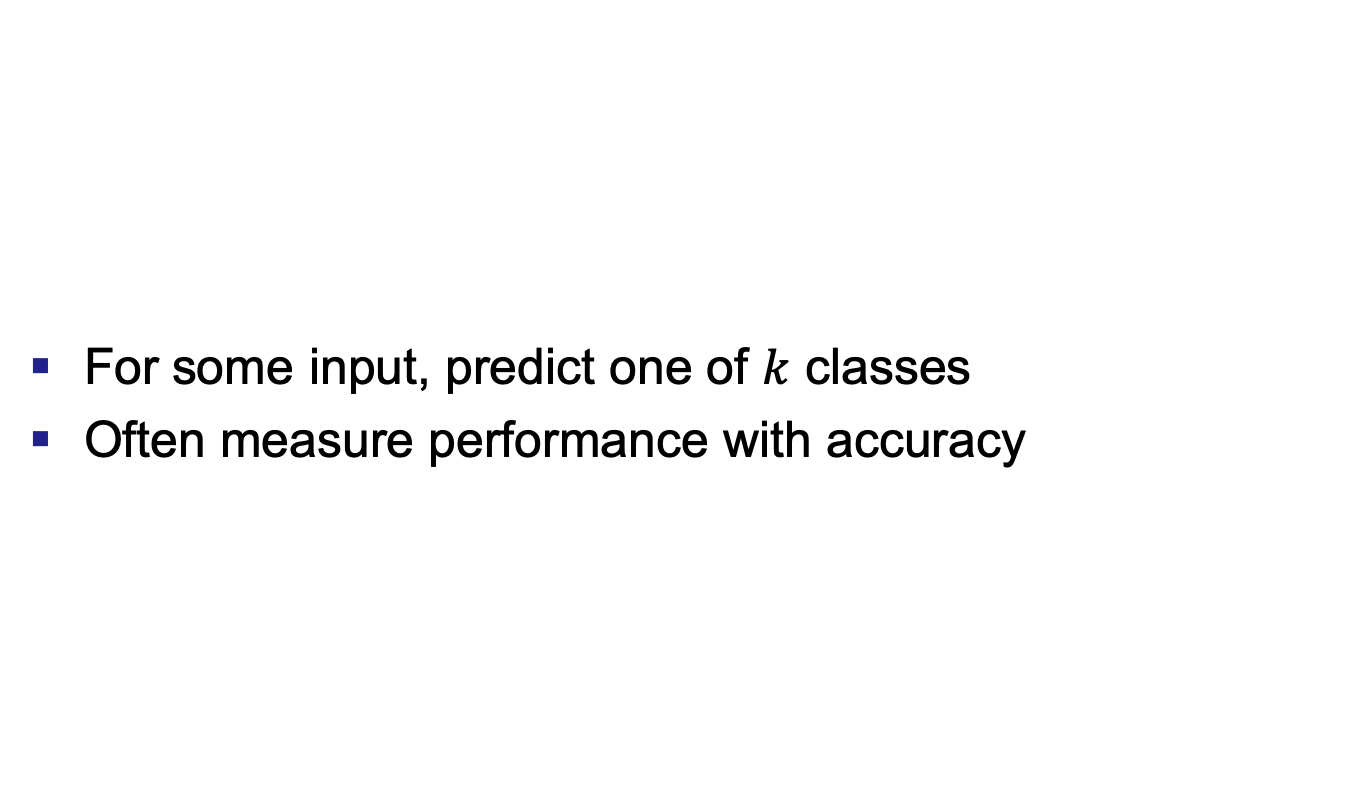 ▪ For some input, predict one of k classes
▪ Often measure performance with accuracy